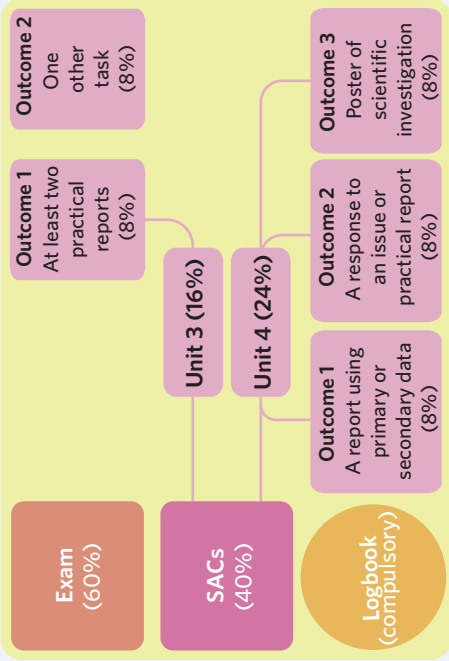 Exam
(60%)
SACs
(40%)
Logbook
(compulsory)
Unit 3 (16%)
Unit 4 (24%)
Outcome 1
At least two
practical
reports
(8%)
Outcome 2
One
other
task
(8%)
Outcome 1
A report using
primary or
secondary data
(8%)
Outcome 2
A response to
an issue or
practical report
(8%)
Outcome 3
Poster of
scientific
investigation
(8%)